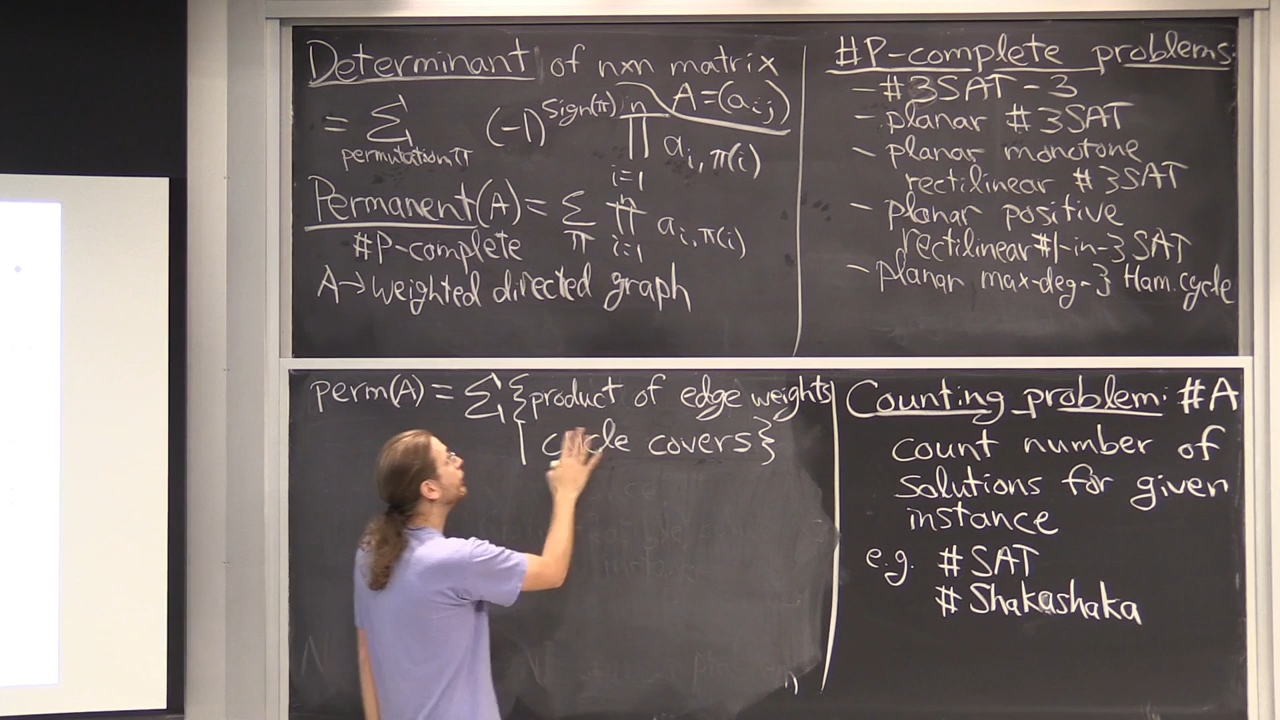 Determinant of n×n matrix
A=(aᵢⱼ)
= Σ (-1)^sign(π) ∏ a_i,π(i)
permutation π
n
i=1
Permanent(A) = Σ ∏ a_i,π(i)
π
n
i=1
#P-complete
A→weighted directed graph
#P-complete problems:
- #3SAT-3
- planar #3SAT
- planar monotone
rectilinear #3SAT
- planar positive
rectilinear #1-in-3SAT
- planar max-deg-3 Ham. cycle
perm(A) = Σ {product of edge weights
| cycle covers}
Counting problem: #A
count number of
solutions for given
instance
e.g. #SAT
#Shakashaka